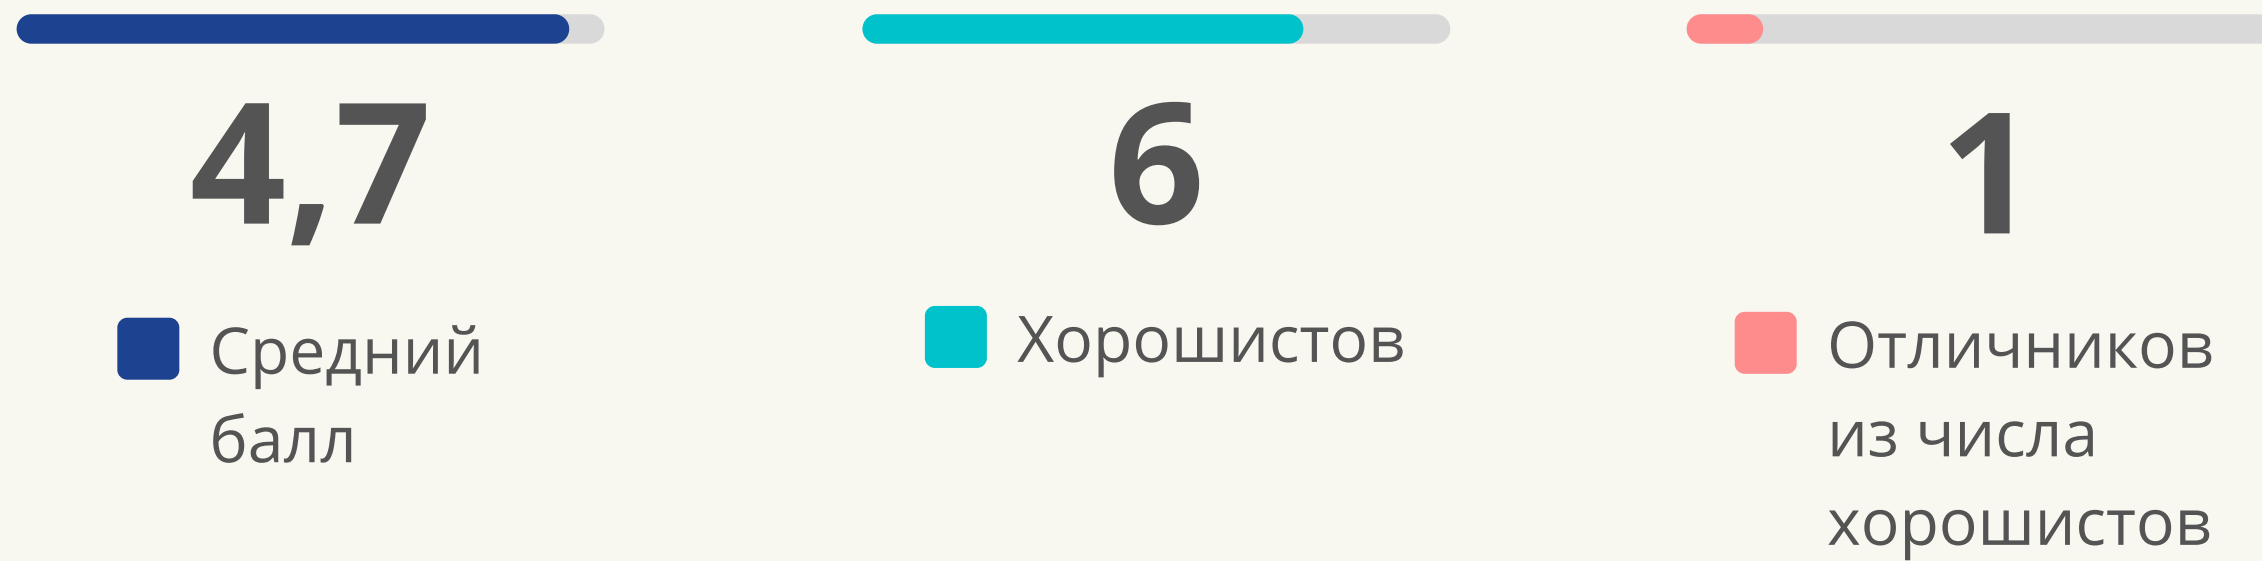 4,7
Средний
балл
6
Хорошистов
1
Отличников
из числа
хорошистов